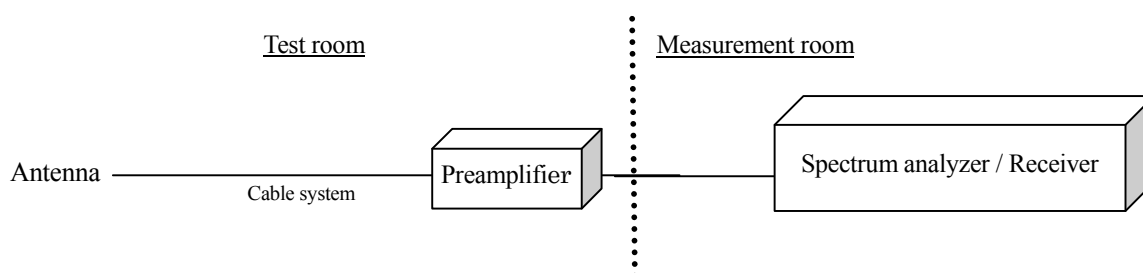 Test room
Measurement room
Antenna
Cable system
Preamplifier
Spectrum analyzer / Receiver